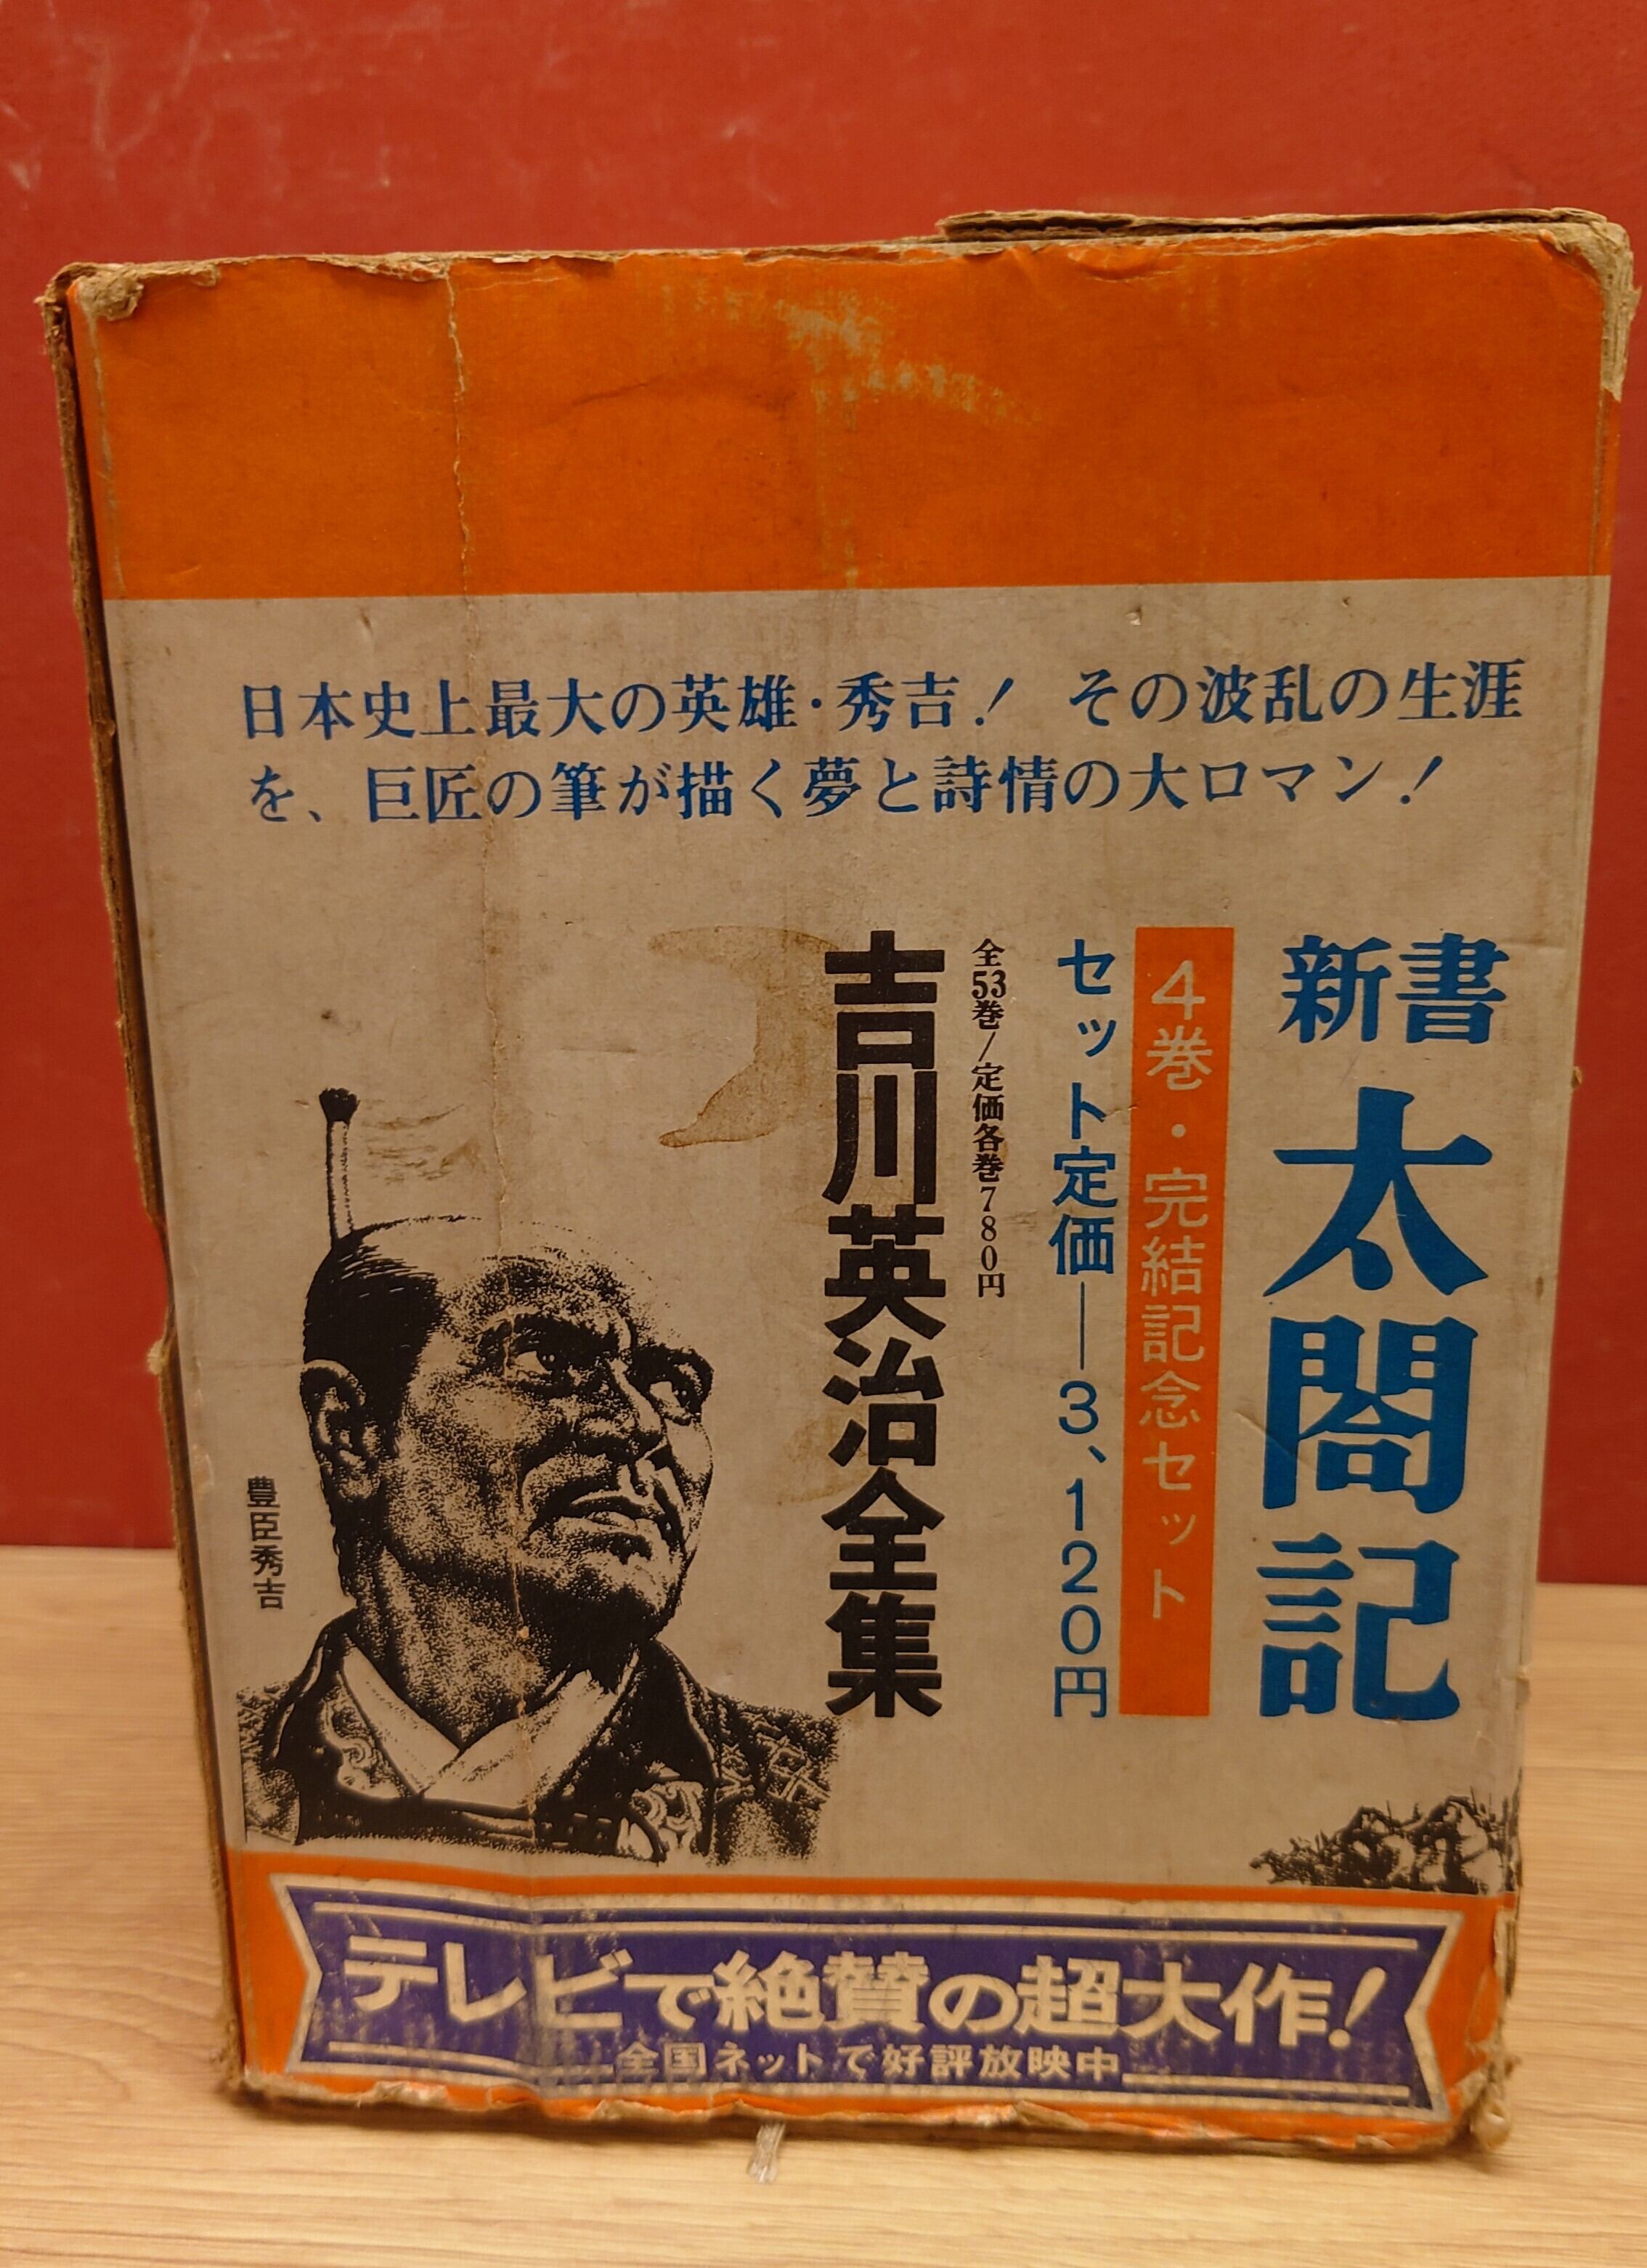 日本史上最大の英雄・秀吉！ その波乱の生涯
を、巨匠の筆が描く夢と詩情の大ロマン！
新書
太閤記
4巻・完結記念セット
セット定価―3、120円
全53巻/定価各巻780円
吉川英治全集
豊臣秀吉
テレビで絶賛の超大作！
全国ネットで好評放映中